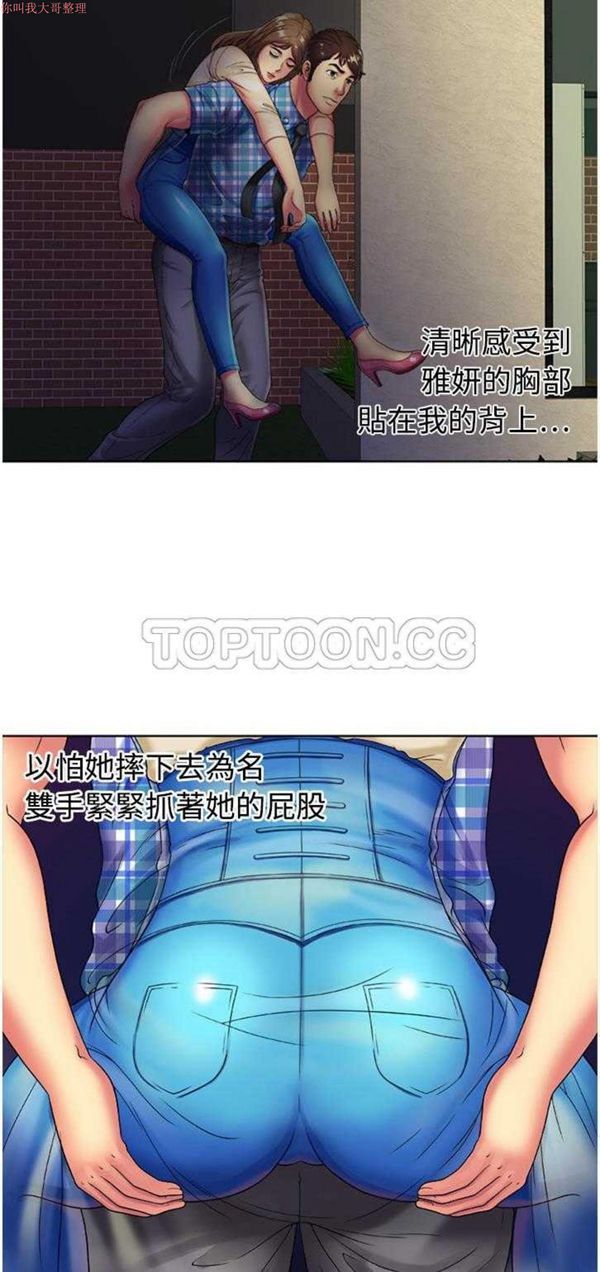 你叫我大哥整理
清晰感受到
雅妍的胸部
貼在我的背上...
TOPTOON.CC
以怕她摔下去為名
雙手緊緊抓著她的屁股